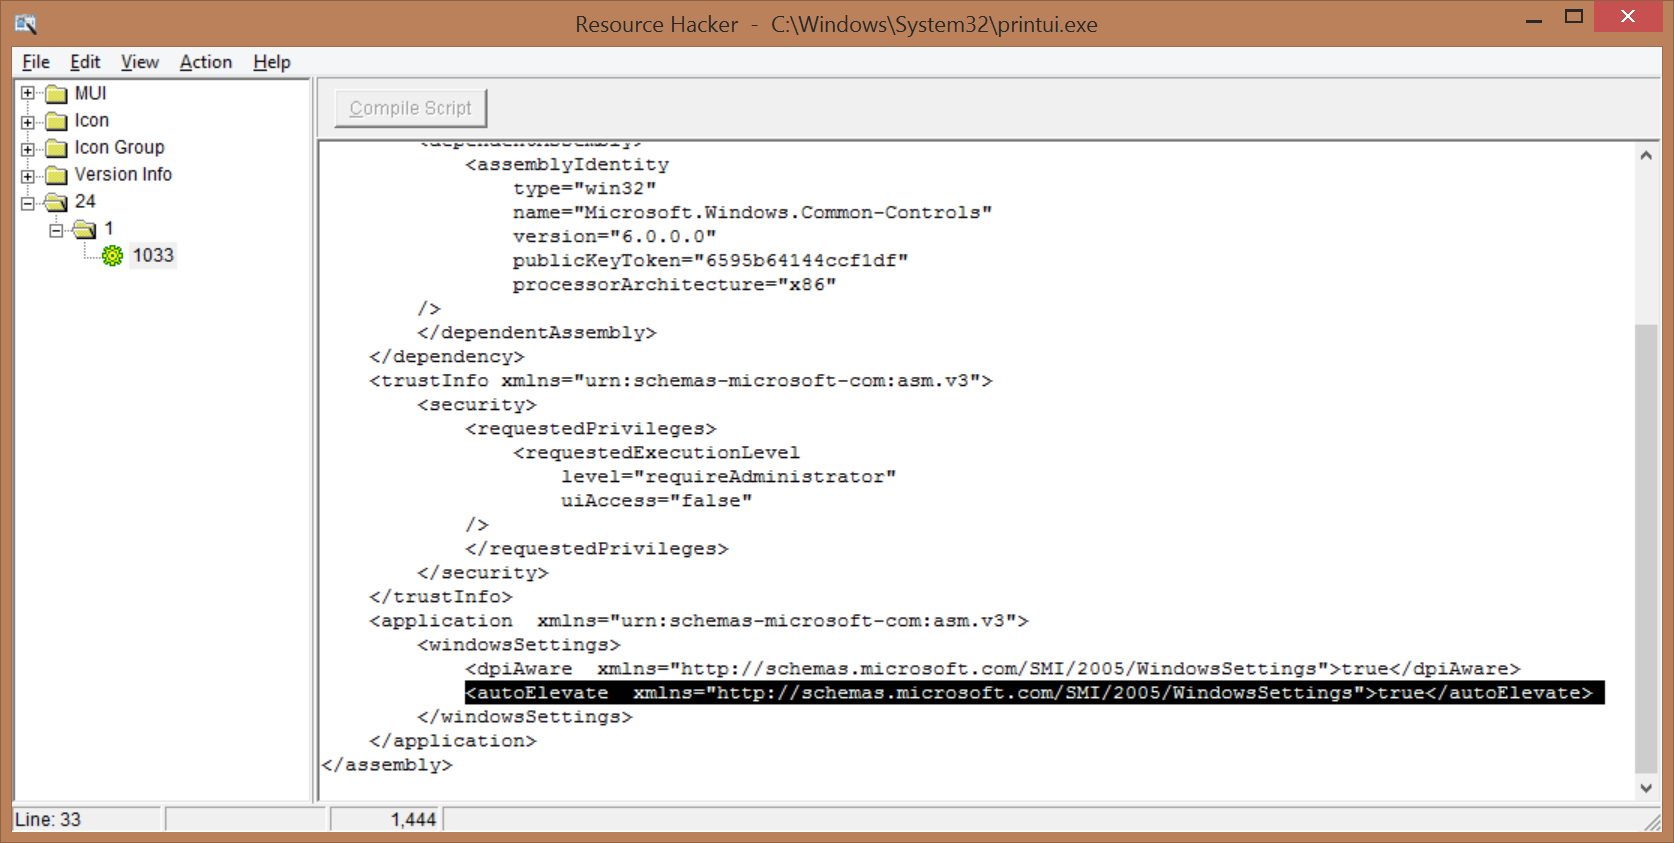 Resource Hacker - C:\Windows\System32\printui.exe
File Edit View Action Help
MUI
Icon
Icon Group
Version Info
24
1
1033
Compile Script
<dependentAssembly>
<assemblyIdentity
type="win32"
name="Microsoft.Windows.Common-Controls"
version="6.0.0.0"
publicKeyToken="6595b64144ccf1df"
processorArchitecture="x86"
/>
</dependentAssembly>
</dependency>
<trustInfo xmlns="urn:schemas-microsoft-com:asm.v3">
<security>
<requestedPrivileges>
<requestedExecutionLevel
level="requireAdministrator"
uiAccess="false"
/>
</requestedPrivileges>
</security>
</trustInfo>
<application  xmlns="urn:schemas-microsoft-com:asm.v3">
<windowsSettings>
<dpiAware  xmlns="http://schemas.microsoft.com/SMI/2005/WindowsSettings">true</dpiAware>
<autoElevate  xmlns="http://schemas.microsoft.com/SMI/2005/WindowsSettings">true</autoElevate>
</windowsSettings>
</application>
</assembly>
Line: 33
1,444